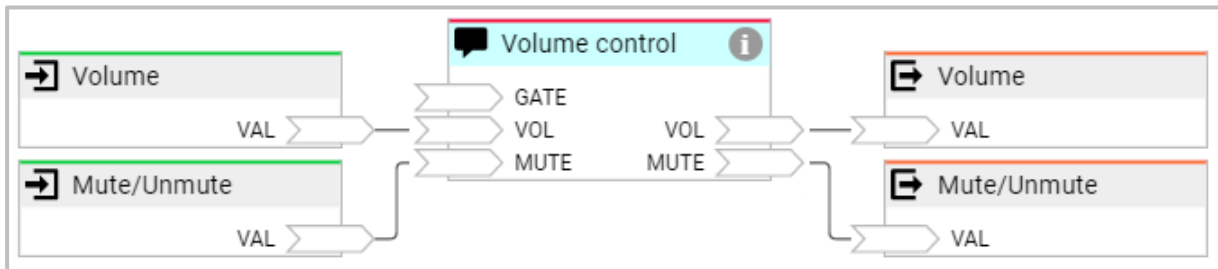 Volume
VAL
Mute/Unmute
VAL
Volume control
i
GATE
VOL VOL
MUTE MUTE
Volume
VAL
Mute/Unmute
VAL